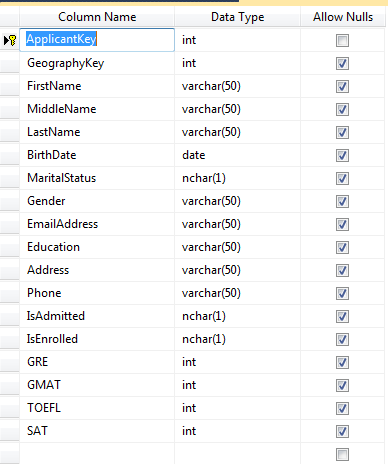 Column Name Data Type Allow Nulls
ApplicantKey int
GeographyKey int
FirstName varchar(50)
MiddleName varchar(50)
LastName varchar(50)
BirthDate date
MaritalStatus nchar(1)
Gender varchar(50)
EmailAddress varchar(50)
Education varchar(50)
Address varchar(50)
Phone varchar(50)
IsAdmitted nchar(1)
IsEnrolled nchar(1)
GRE int
GMAT int
TOEFL int
SAT int